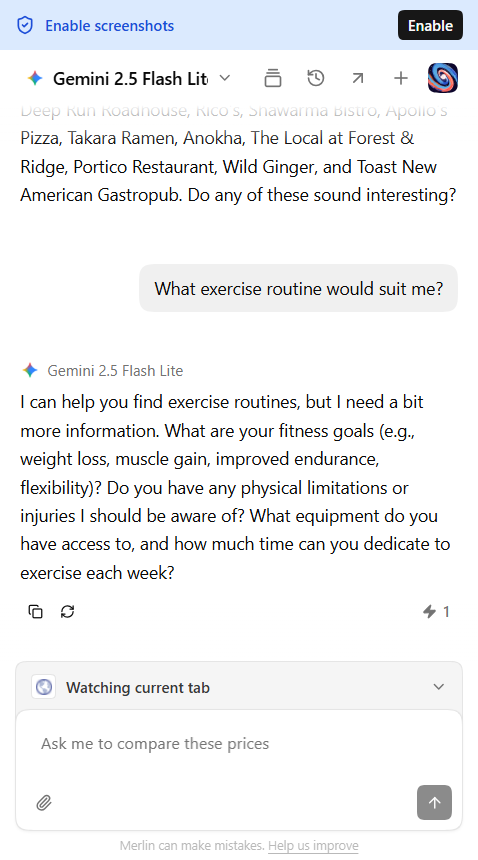 Enable screenshots
Enable
Gemini 2.5 Flash Lit
Deep Run Roadhouse, Rico's, Shawarma Bistro, Apollo's
Pizza, Takara Ramen, Anokha, The Local at Forest &
Ridge, Portico Restaurant, Wild Ginger, and Toast New
American Gastropub. Do any of these sound interesting?
What exercise routine would suit me?
Gemini 2.5 Flash Lite
I can help you find exercise routines, but I need a bit
more information. What are your fitness goals (e.g.,
weight loss, muscle gain, improved endurance,
flexibility)? Do you have any physical limitations or
injuries I should be aware of? What equipment do you
have access to, and how much time can you dedicate to
exercise each week?
1
Watching current tab
Ask me to compare these prices
Merlin can make mistakes. Help us improve